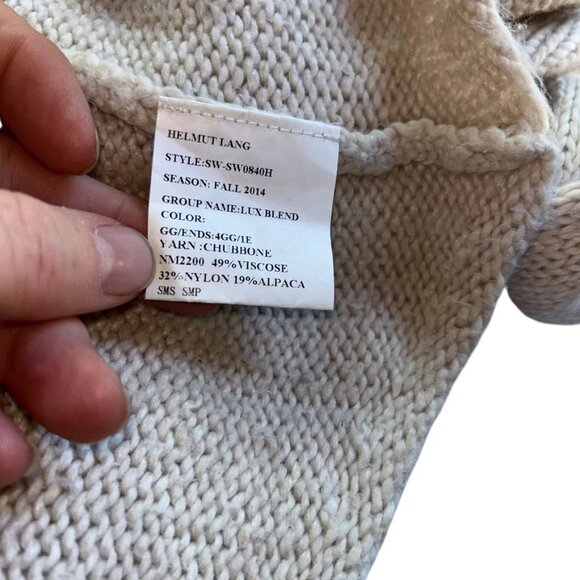 HELMUT LANG
STYLE:SW-SW0840H
SEASON: FALL 2014
GROUP NAME:LUX BLEND
COLOR:
GG/ENDS:4GG/1E
YARN :CHUBBONE
NM2200 49%VISCOSE
32%NYLON 19%ALPACA
SMS SMP